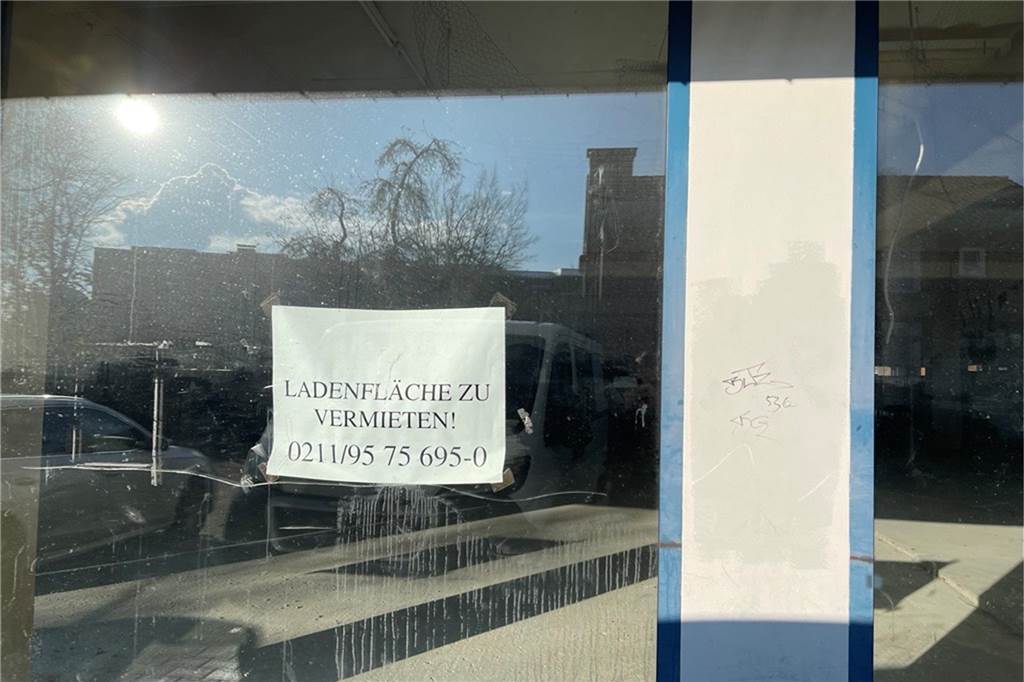 LADENFLÄCHE ZU
VERMIETEN!
0211/95 75 695-0